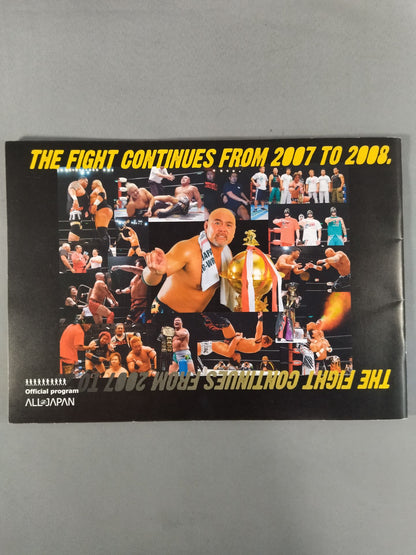 THE FIGHT CONTINUES FROM 2007 TO 2008.
THE FIGHT CONTINUES FROM 2007 TO
Official program
ALL JAPAN